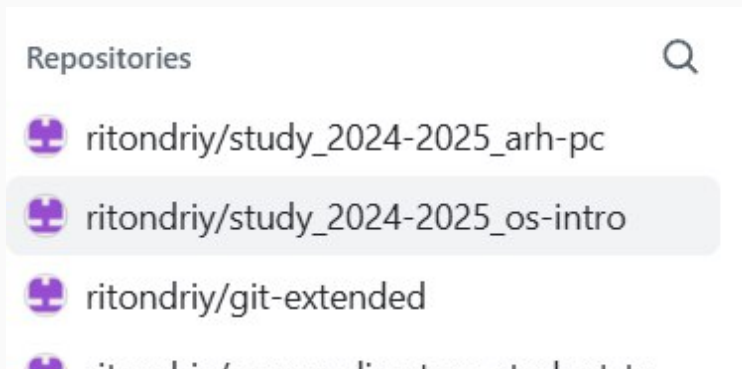 Repositories
ritondriy/study_2024-2025_arh-pc
ritondriy/study_2024-2025_os-intro
ritondriy/git-extended